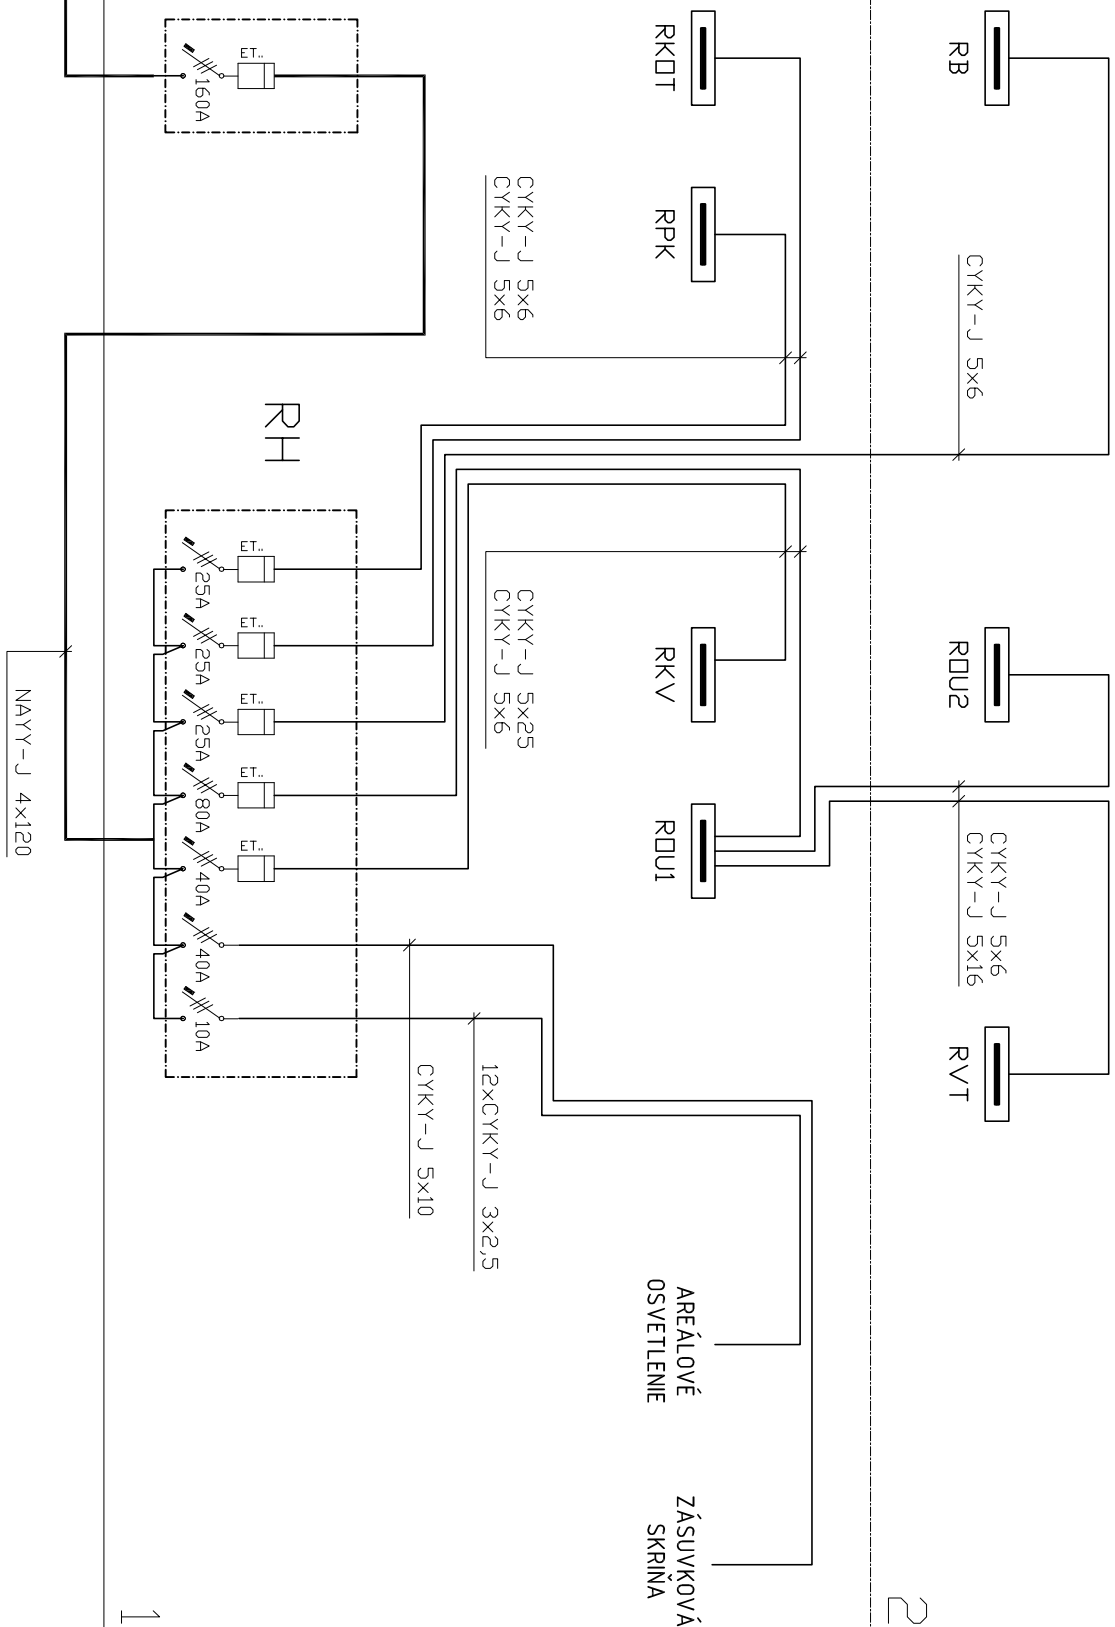 RB
ROU2
RVT
CYKY-J 5x6
CYKY-J 5x6
CYKY-J 5x16
2
RKOT
RPK
RKV
ROU1
AREÁLOVÉ
OSVETLENIE
ZÁSUVKOVÁ
SKRIŇA
CYKY-J 5x6
CYKY-J 5x6
CYKY-J 5x25
CYKY-J 5x6
12xCYKY-J 3x2,5
CYKY-J 5x10
RH
ET..
160A
ET..
25A
ET..
25A
ET..
25A
ET..
80A
ET..
40A
40A
10A
1
NAYY-J 4x120